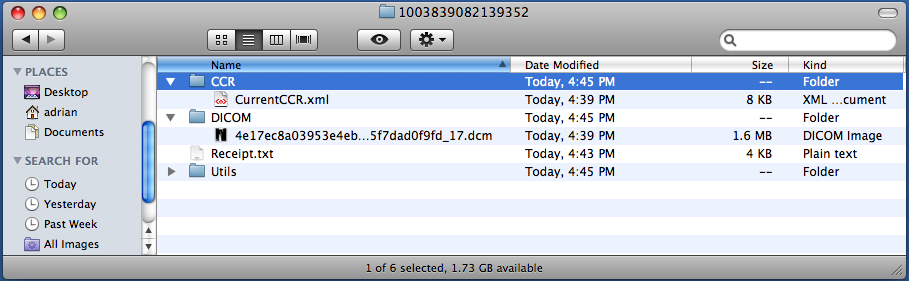 1003839082139352
Name Date Modified Size Kind
PLACES
Desktop
adrian
Documents
SEARCH FOR
Today
Yesterday
Past Week
All Images
CCR Today, 4:45 PM -- Folder
CurrentCCR.xml Today, 4:39 PM 8 KB XML ...cument
DICOM Today, 4:45 PM -- Folder
4e17ec8a03953e4eb...5f7dad0f9fd_17.dcm Today, 4:39 PM 1.6 MB DICOM Image
Receipt.txt Today, 4:43 PM 4 KB Plain text
Utils Today, 4:45 PM -- Folder
1 of 6 selected, 1.73 GB available